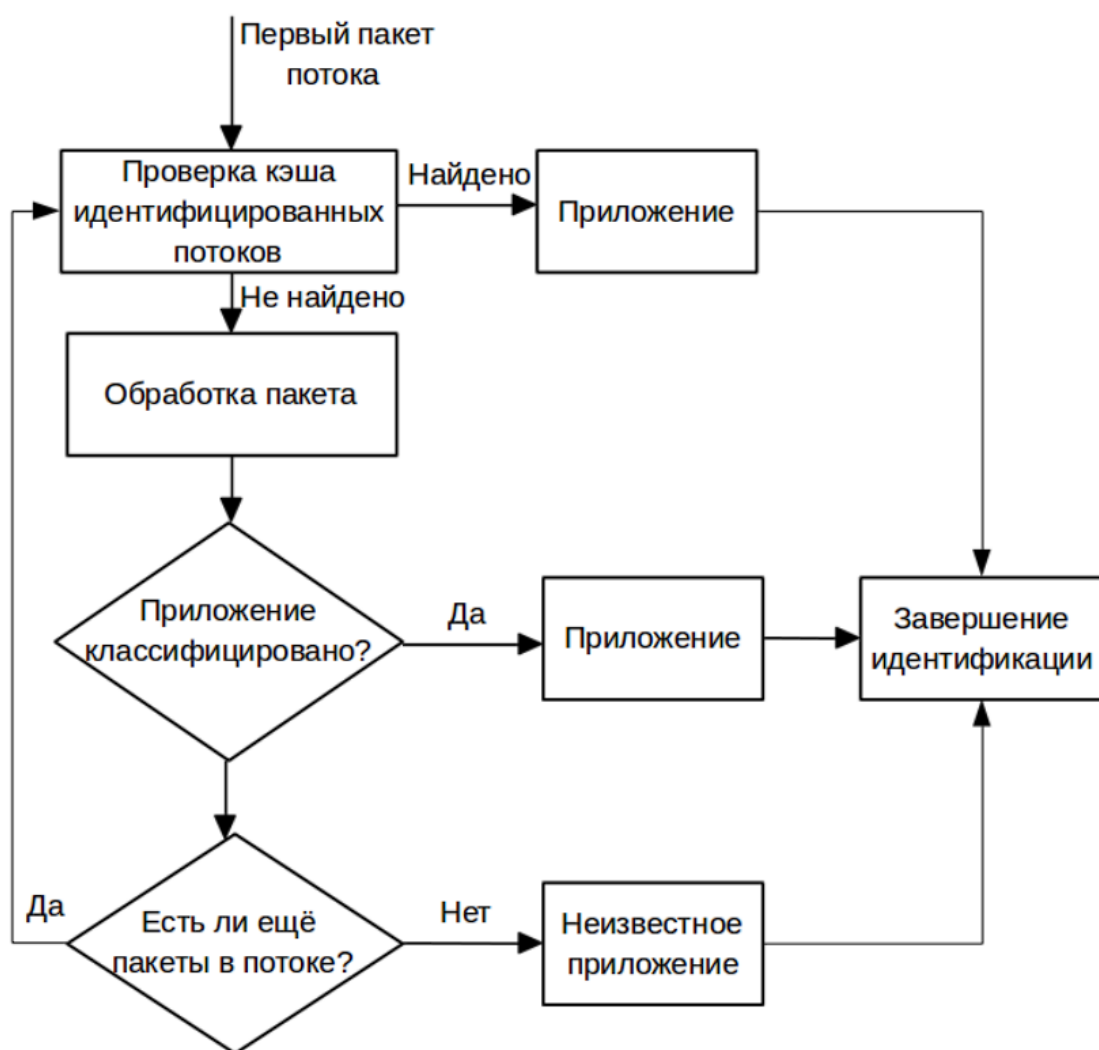 Первый пакет
потока
Проверка кэша
идентифицированных
потоков
Найдено
Приложение
Не найдено
Обработка пакета
Приложение
классифицировано?
Да
Приложение
Завершение
идентификации
Да
Есть ли ещё
пакеты в потоке?
Нет
Неизвестное
приложение